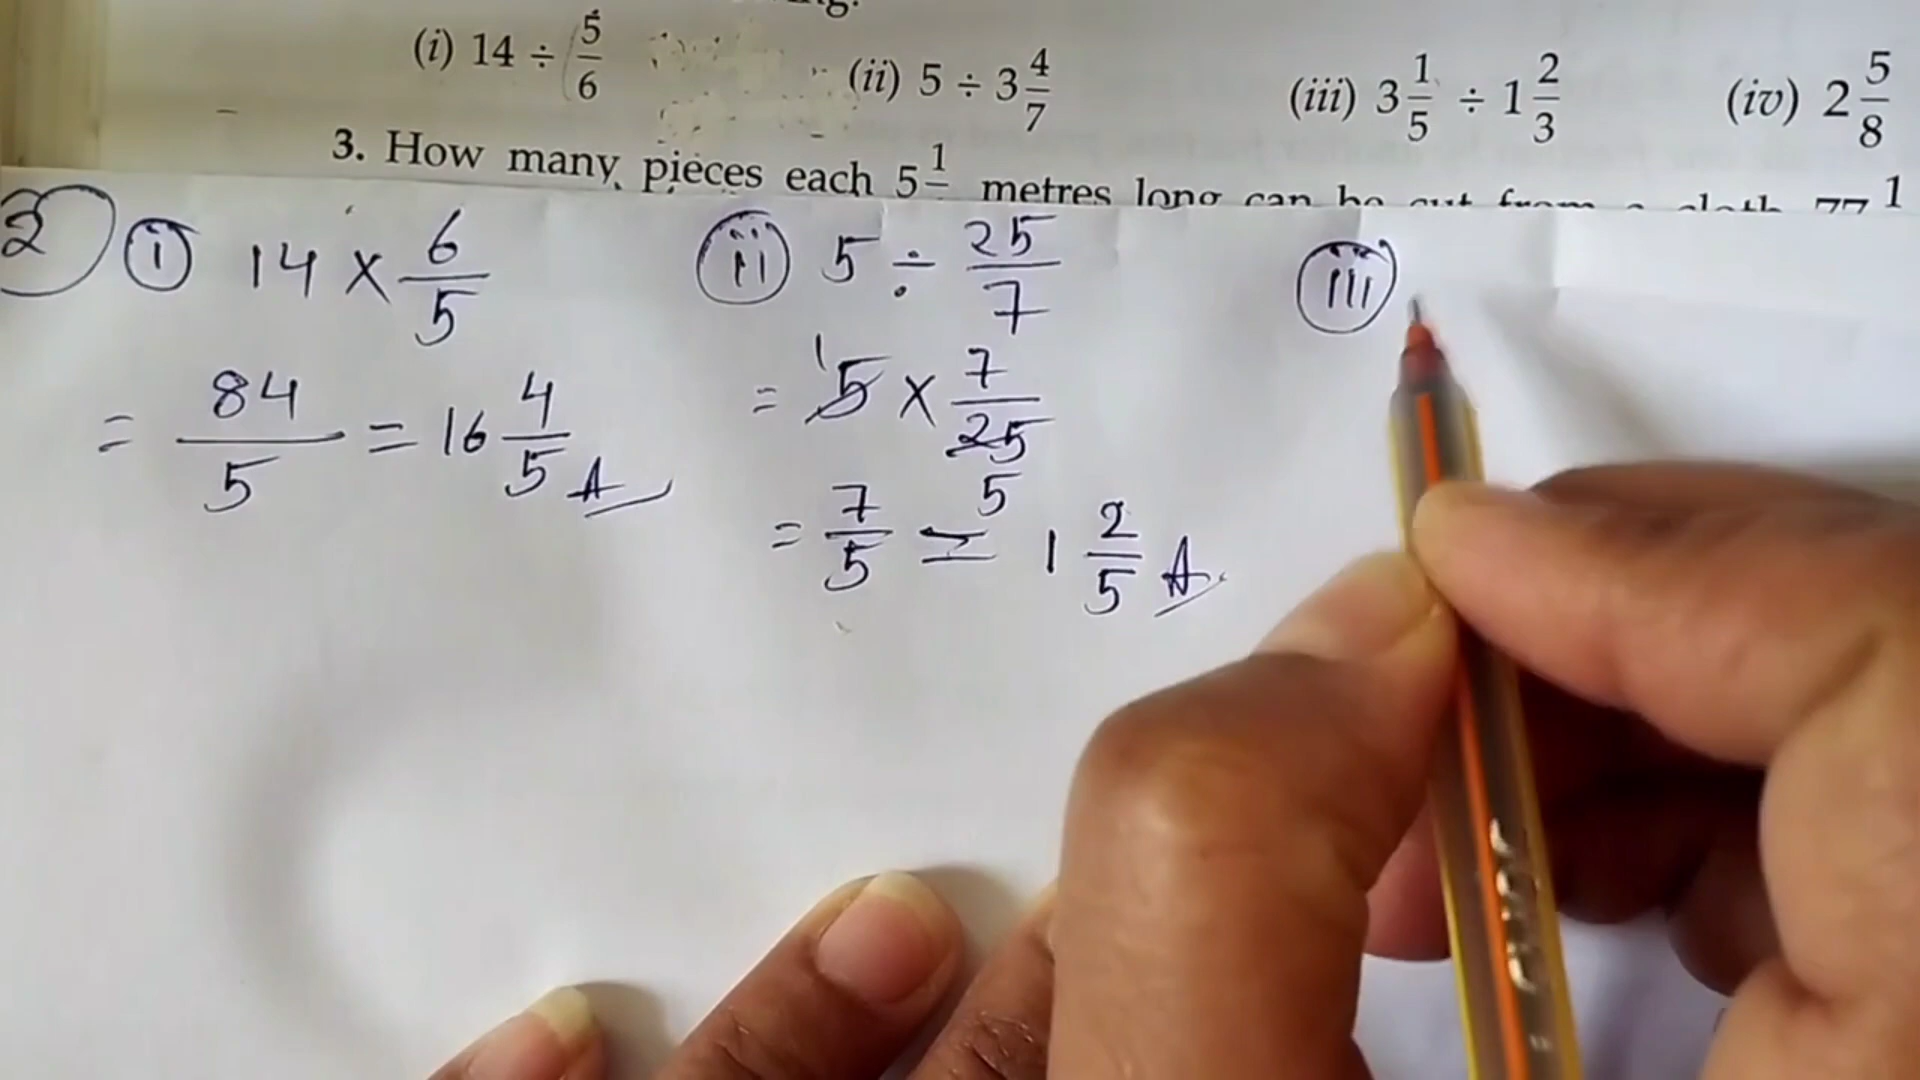 (i) 14 ÷ 5/6 (ii) 5 ÷ 3 4/7 (iii) 3 1/5 ÷ 1 2/3 (iv) 2 5/8
3. How many pieces each 5 1 metres long can be cut from a cloth 77 1
2 (i) 14 × 6/5 (ii) 5 ÷ 25/7 (iii)
= 84/5 = 16 4/5 A
= 5 1 × 7/25 5
= 7/5 = 1 2/5 A